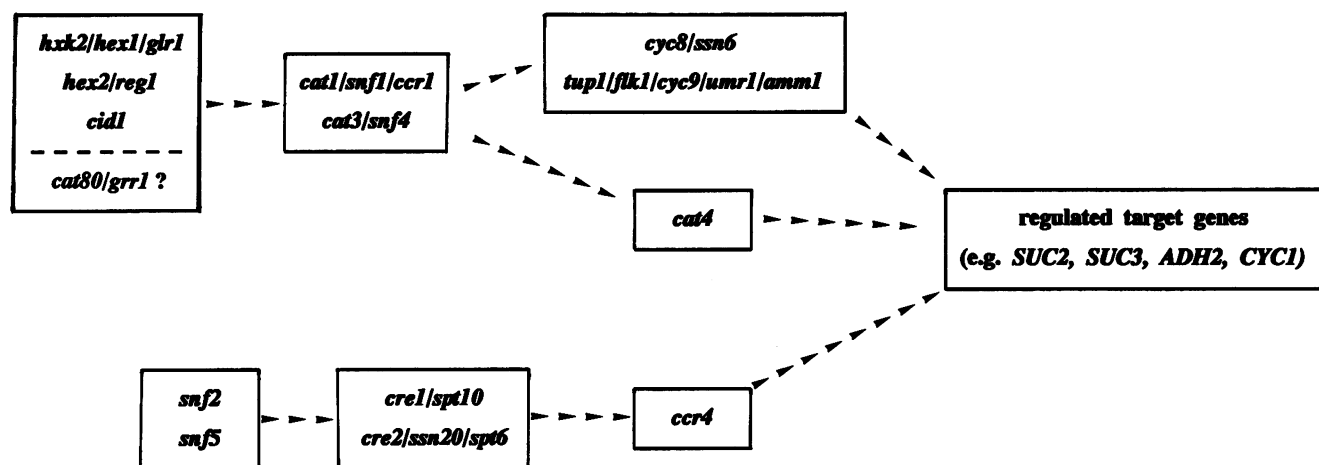 hxk2/hex1/glr1
hex2/reg1
cid1
cat80/grr1 ?
cat1/snf1/ccr1
cat3/snf4
cyc8/ssn6
tup1/flk1/cyc9/umr1/amm1
cat4
regulated target genes
(e.g. SUC2, SUC3, ADH2, CYC1)
snf2
snf5
cre1/spt10
cre2/ssn20/spt6
ccr4